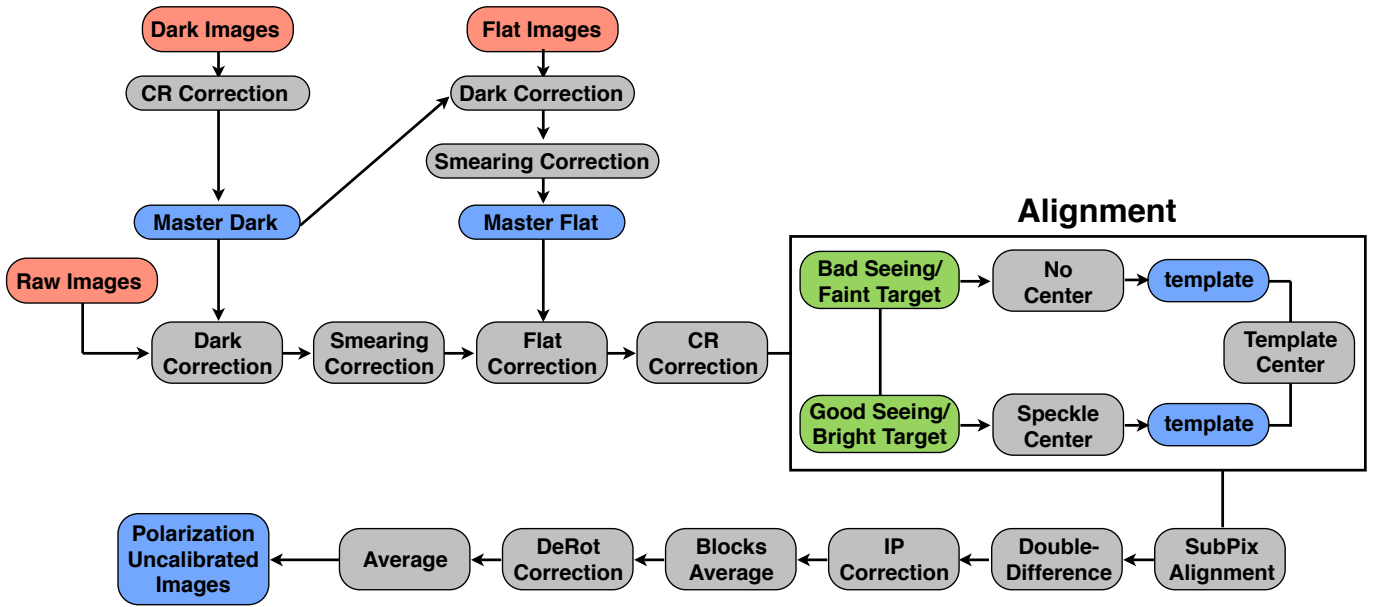 Dark Images
Flat Images
CR Correction
Dark Correction
Smearing Correction
Master Dark
Master Flat
Alignment
Raw Images
Bad Seeing/
Faint Target
No
Center
template
Dark
Correction
Smearing
Correction
Flat
Correction
CR
Correction
Template
Center
Good Seeing/
Bright Target
Speckle
Center
template
Polarization
Uncalibrated
Images
Average
DeRot
Correction
Blocks
Average
IP
Correction
Double-
Difference
SubPix
Alignment